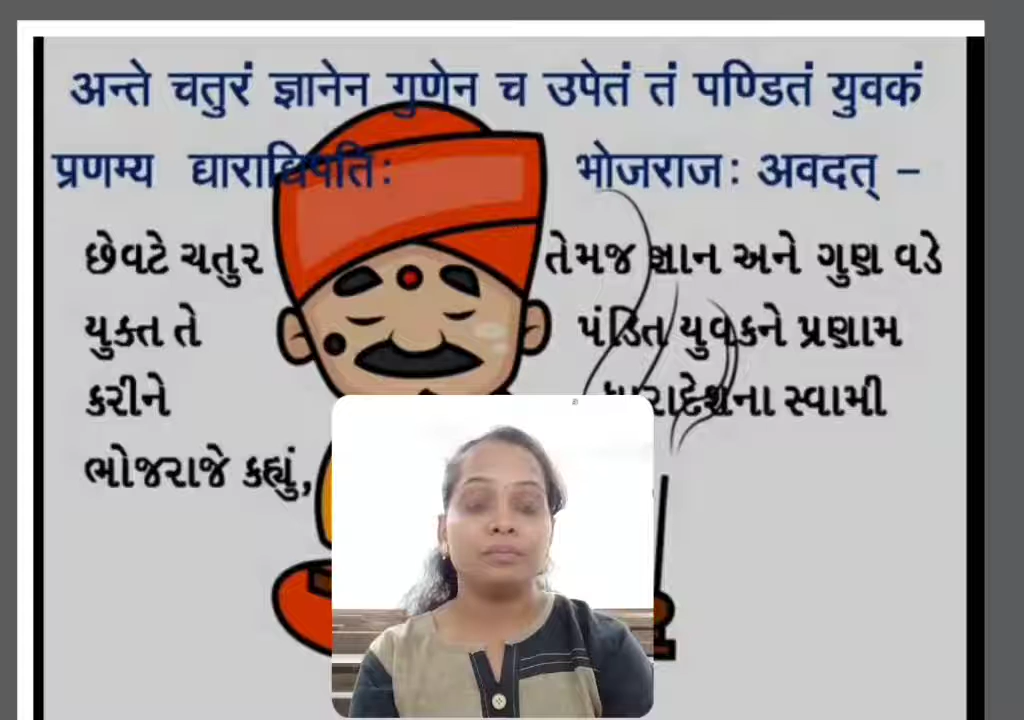 अन्ते चतुरं ज्ञानेन गुणेन च उपेतं तं पण्डितं युवकं
प्रणम्य द्याराधिपतिः भोजराजः अवदत् –
છેવટે ચતુર તેમજ જ્ઞાન અને ગુણ વડે
યુક્ત તે પંડિત યુવકને પ્રણામ
કરીને ધારાદેશના સ્વામી
ભોજરાજે કહ્યું,